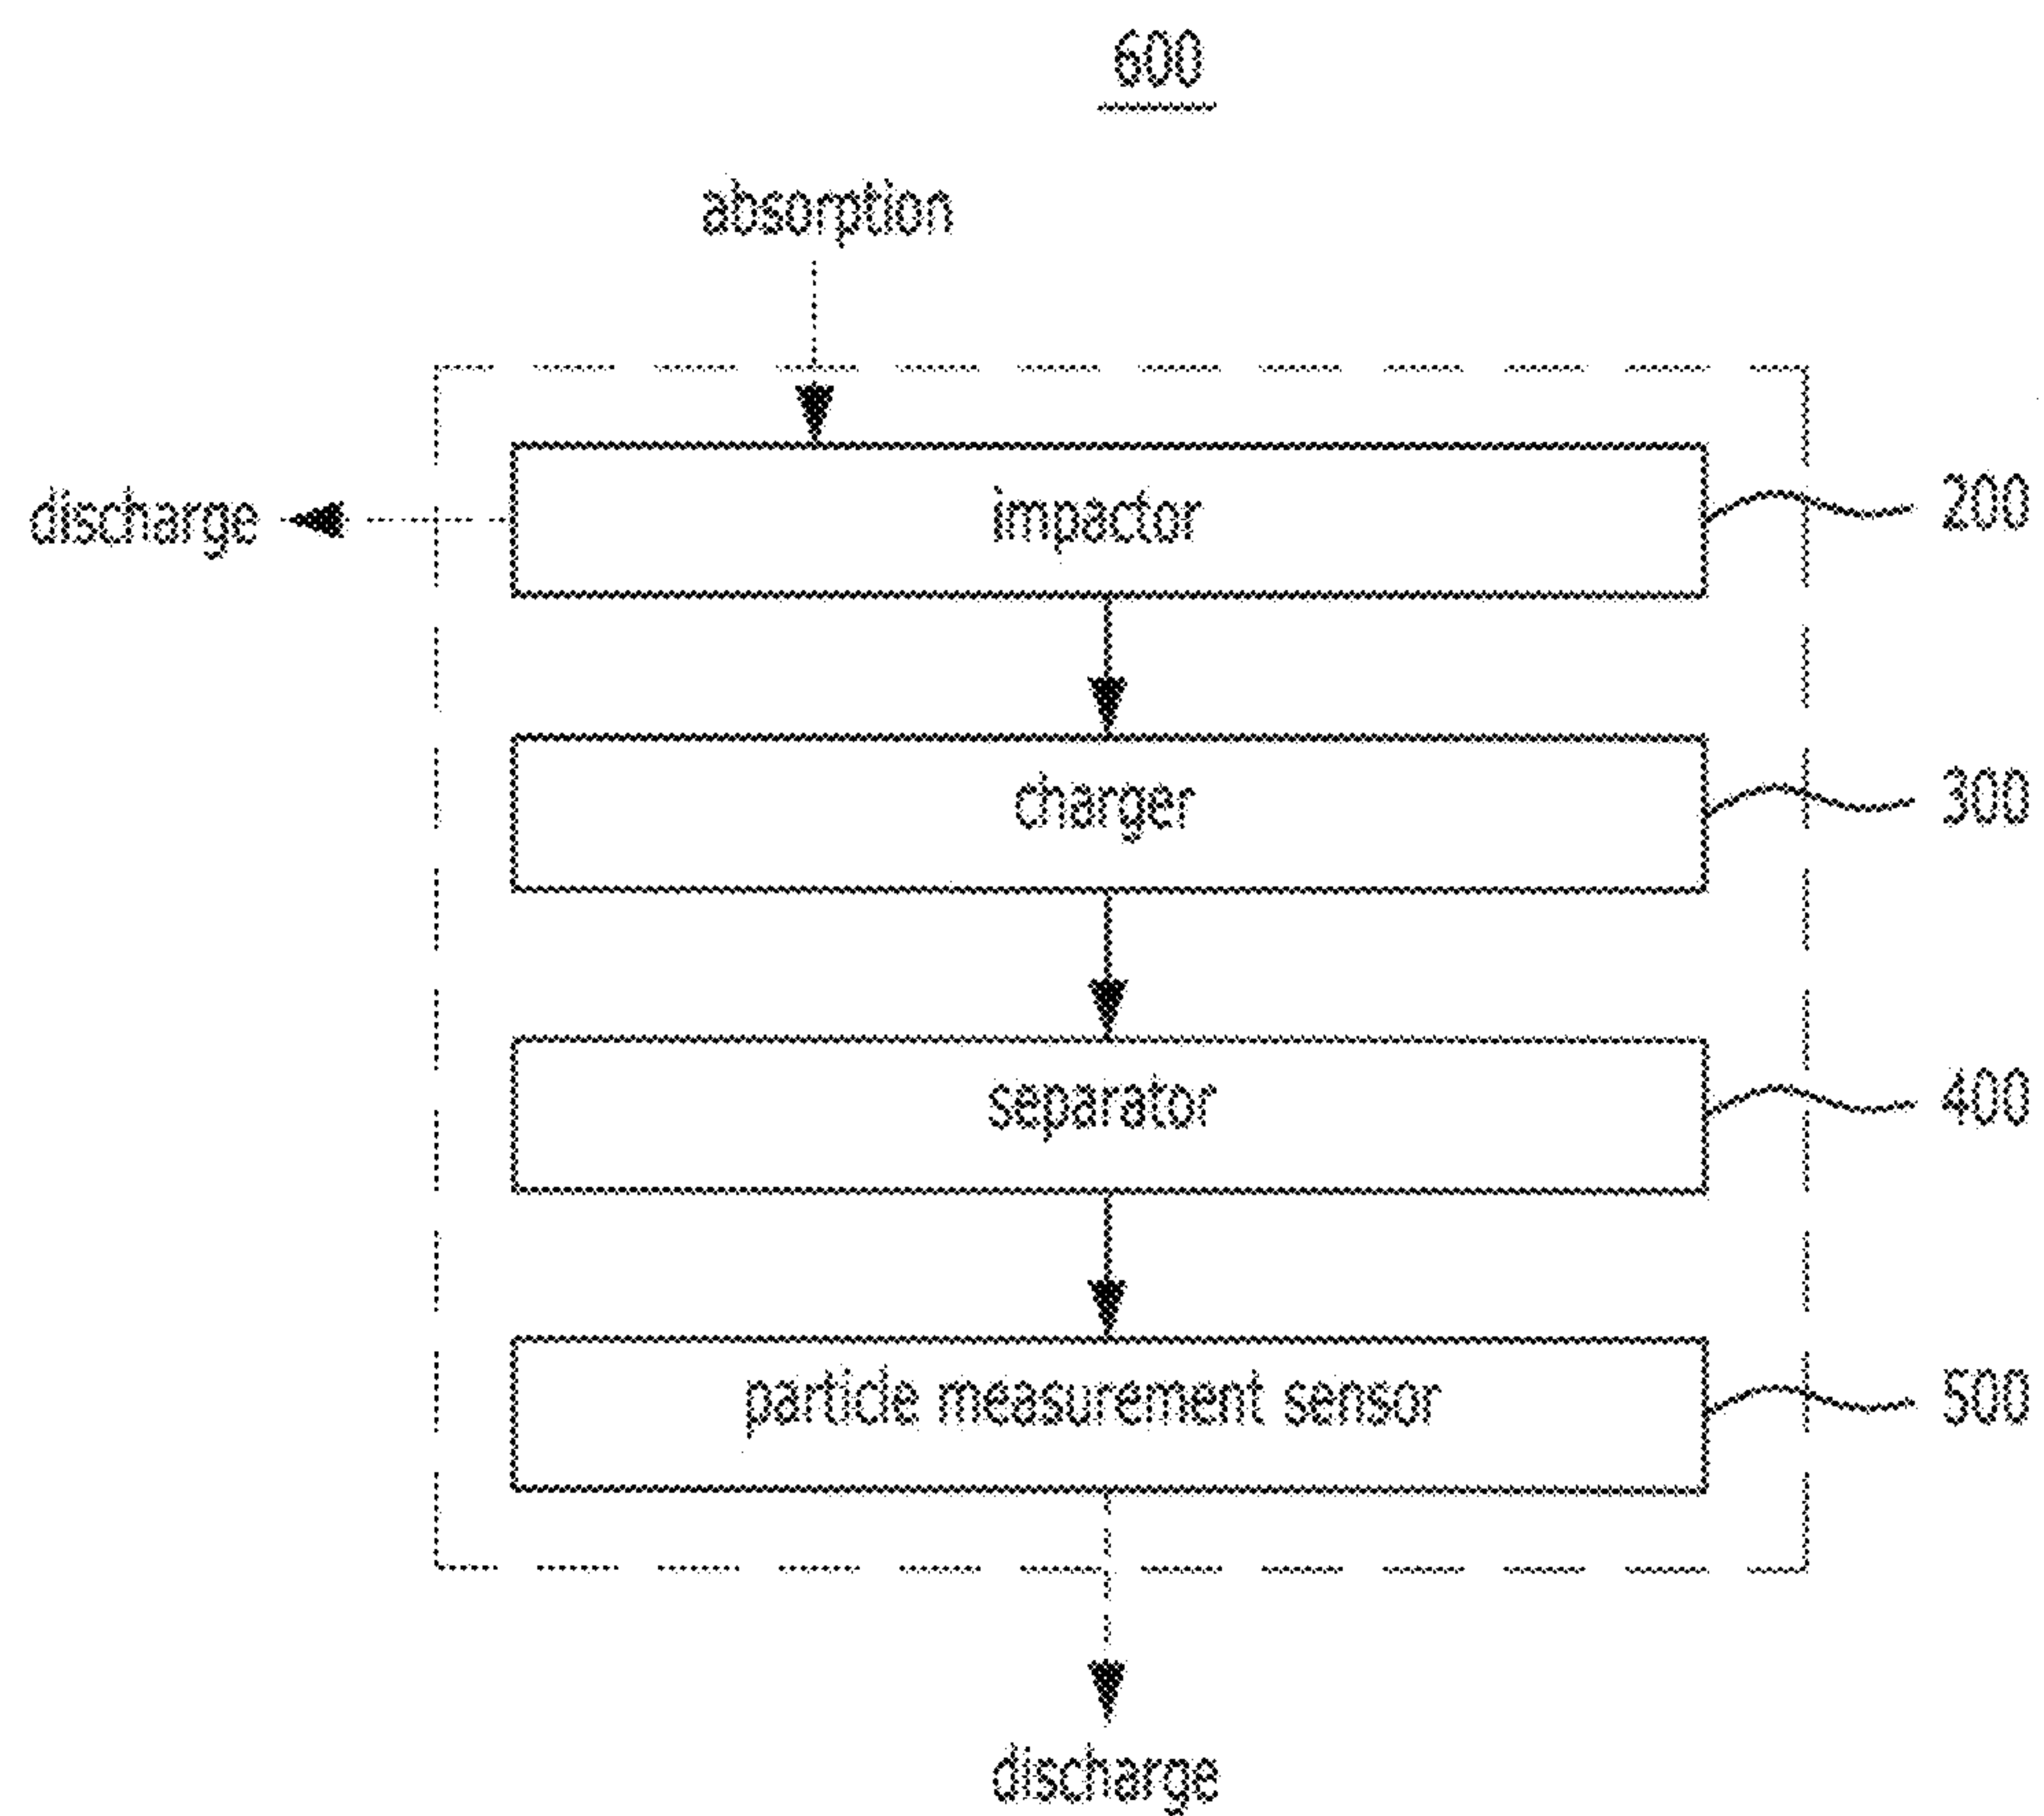 600
absorption
discharge
impactor
200
charger
300
separator
400
particle measurement sensor
500
discharge